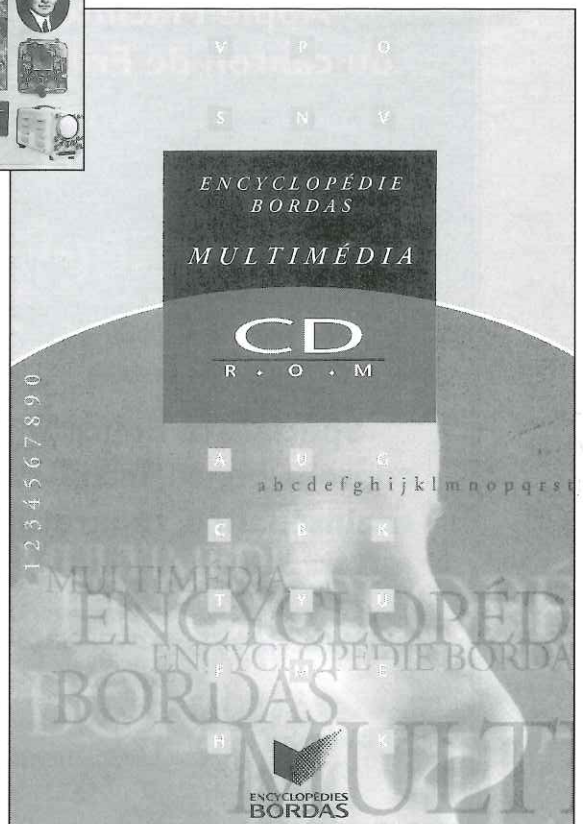 V P O
S N V
ENCYCLOPÉDIE
BORDAS
MULTIMÉDIA
CD
R . O . M
1 2 3 4 5 6 7 8 9 0
A U G
a b c d e f g h i j k l m n o p q r s t
C B K
MULTIMÉDIA
T Y U
ENCYCLOPÉD
ENCYCLOPÉDIE BORDA
BORDAS
H K
MULT
ENCYCLOPÉDIES
BORDAS